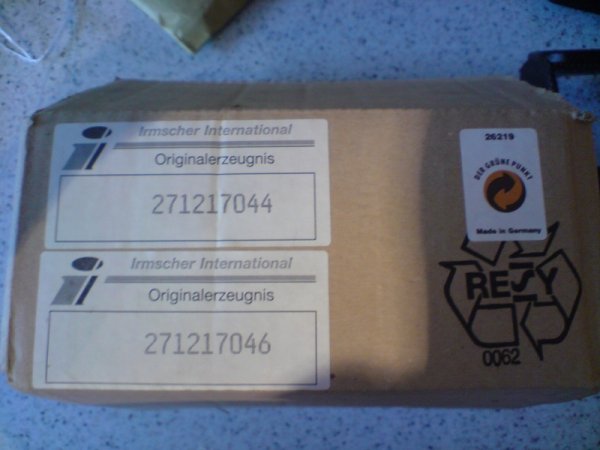 Irmscher International
Originalerzeugnis
271217044
Irmscher International
Originalerzeugnis
271217046
26219
DER GRÜNE PUNKT
Made in Germany
RESY
0062